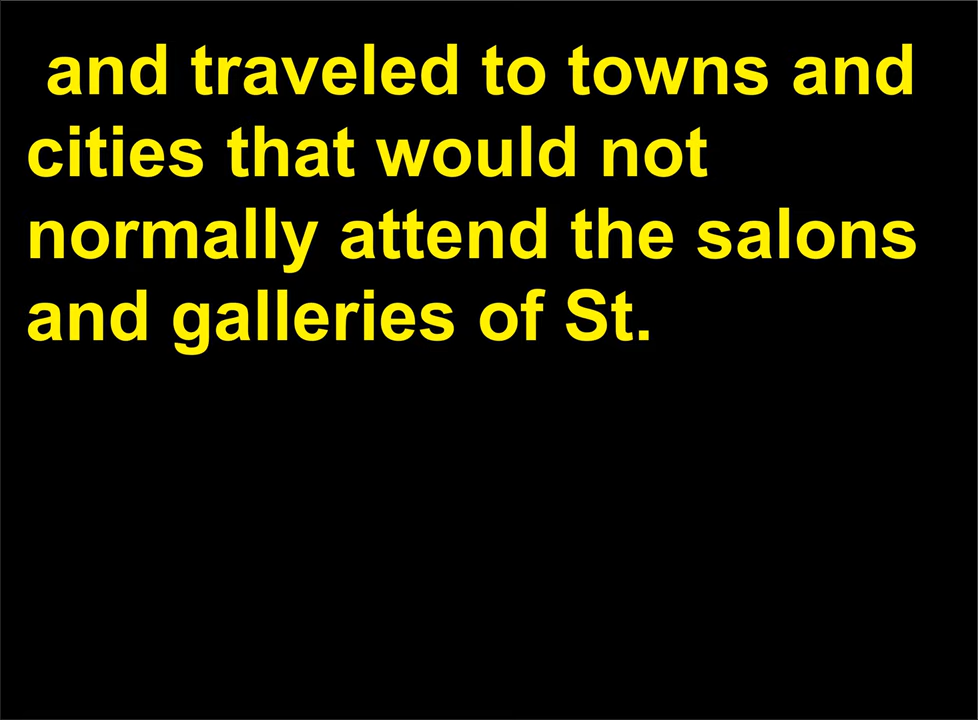 and traveled to towns and
cities that would not
normally attend the salons
and galleries of St.